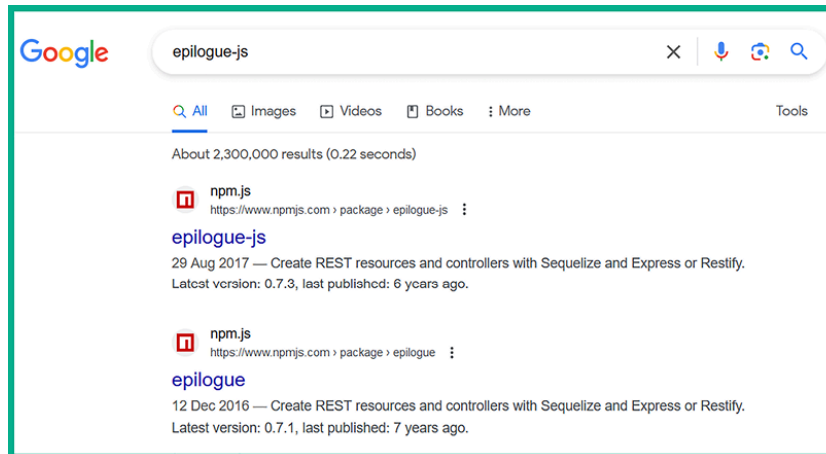 Google
epilogue-js
All Images Videos Books More Tools
About 2,300,000 results (0.22 seconds)
npm.js
https://www.npmjs.com › package › epilogue-js
epilogue-js
29 Aug 2017 — Create REST resources and controllers with Sequelize and Express or Restify.
Latest version: 0.7.3, last published: 6 years ago.
npm.js
https://www.npmjs.com › package › epilogue
epilogue
12 Dec 2016 — Create REST resources and controllers with Sequelize and Express or Restify.
Latest version: 0.7.1, last published: 7 years ago.